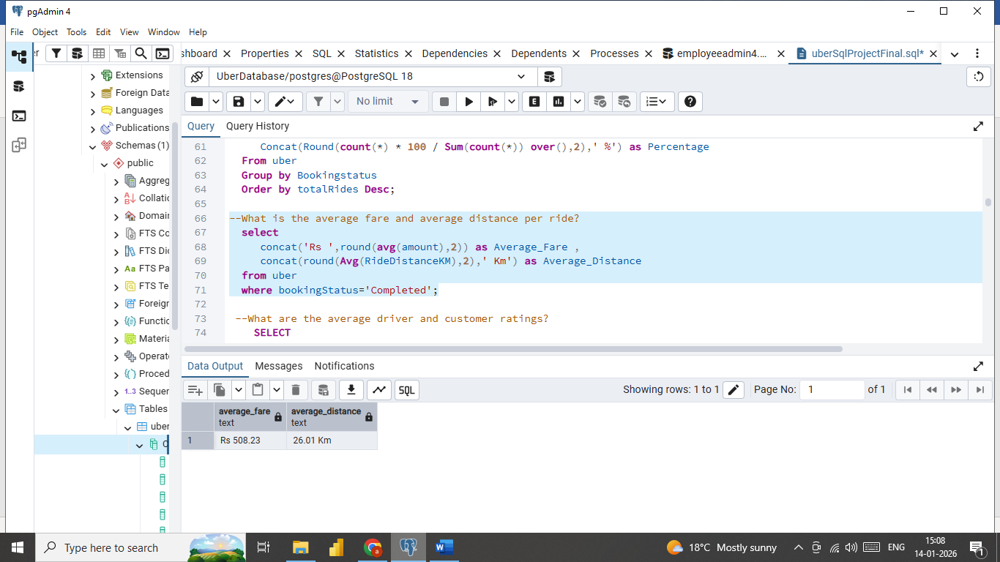 pgAdmin 4
File Object Tools Edit View Window Help
er
shboard Properties SQL Statistics Dependencies Dependents Processes employeeadmin4.... uberSqlProjectFinal.sql*
Extensions
Foreign Data
Languages
Publications
Schemas (1)
public
Aggreg
Collatic
Domain
FTS Co
FTS Dic
FTS Pa
FTS Te
Foreign
Functic
Materia
Operato
Proced
1..3 Sequen
Tables
uber
C
UberDatabase/postgres@PostgreSQL 18
No limit
E
Query Query History
61 Concat(Round(count(*) * 100 / Sum(count(*)) over(),2),' %') as Percentage
62 From uber
63 Group by Bookingstatus
64 Order by totalRides Desc;
65
66 --What is the average fare and average distance per ride?
67 select
68 concat('Rs ',round(avg(amount),2)) as Average_Fare ,
69 concat(round(Avg(RideDistanceKM),2),' Km') as Average_Distance
70 from uber
71 where bookingStatus='Completed';
72
73 --What are the average driver and customer ratings?
74 SELECT
Data Output Messages Notifications
SQL
Showing rows: 1 to 1 Page No: 1 of 1
average_fare average_distance
text text
1 Rs 508.23 26.01 Km
Type here to search
18°C Mostly sunny
ENG
15:08
14-01-2026
1